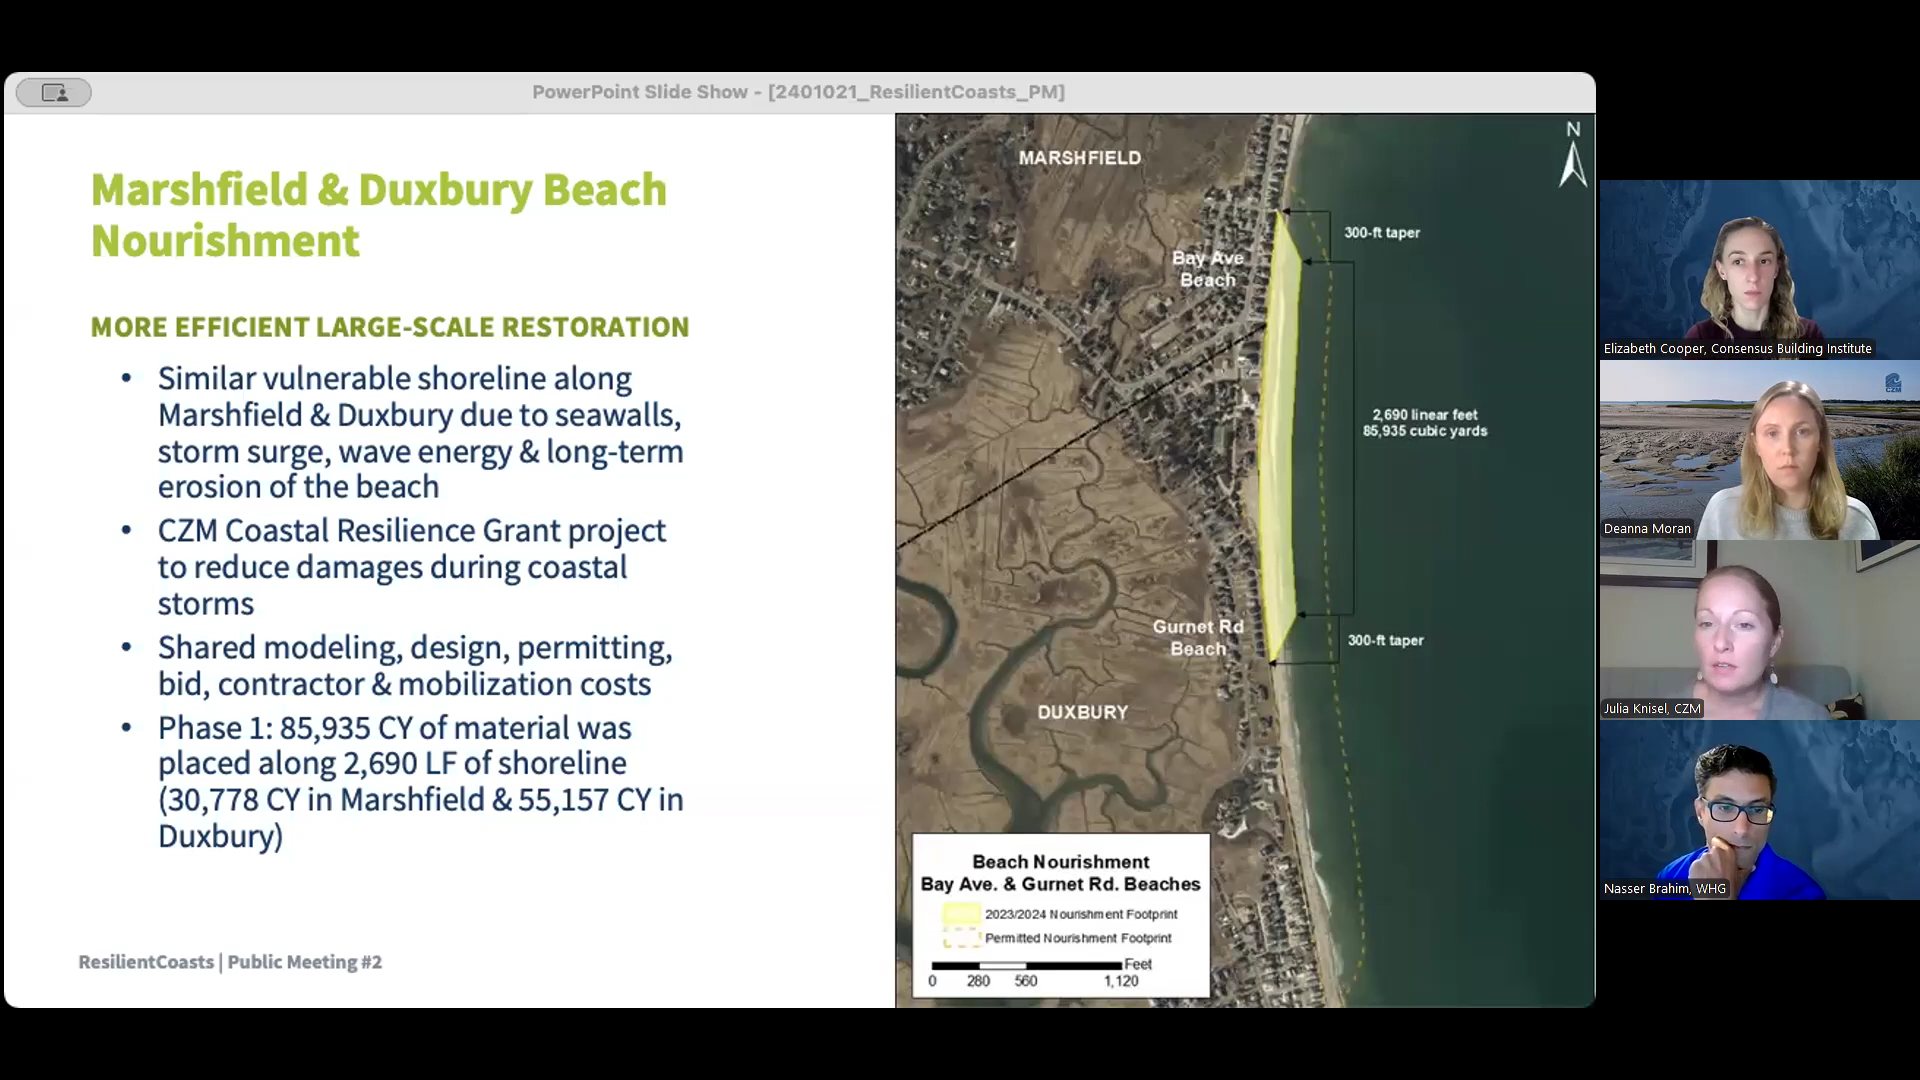 PowerPoint Slide Show - [2401021_ResilientCoasts_PM]
Marshfield & Duxbury Beach
Nourishment
MORE EFFICIENT LARGE-SCALE RESTORATION
• Similar vulnerable shoreline along
Marshfield & Duxbury due to seawalls,
storm surge, wave energy & long-term
erosion of the beach
• CZM Coastal Resilience Grant project
to reduce damages during coastal
storms
• Shared modeling, design, permitting,
bid, contractor & mobilization costs
• Phase 1: 85,935 CY of material was
placed along 2,690 LF of shoreline
(30,778 CY in Marshfield & 55,157 CY in
Duxbury)
ResilientCoasts | Public Meeting #2
MARSHFIELD
N
300-ft taper
Bay Ave
Beach
2,690 linear feet
85,935 cubic yards
Gurnet Rd
Beach
300-ft taper
DUXBURY
Beach Nourishment
Bay Ave. & Gurnet Rd. Beaches
2023/2024 Nourishment Footprint
Permitted Nourishment Footprint
Feet
0 280 560 1,120
Elizabeth Cooper, Consensus Building Institute
CZM
Deanna Moran
Julia Knisel, CZM
Nasser Brahim, WHG